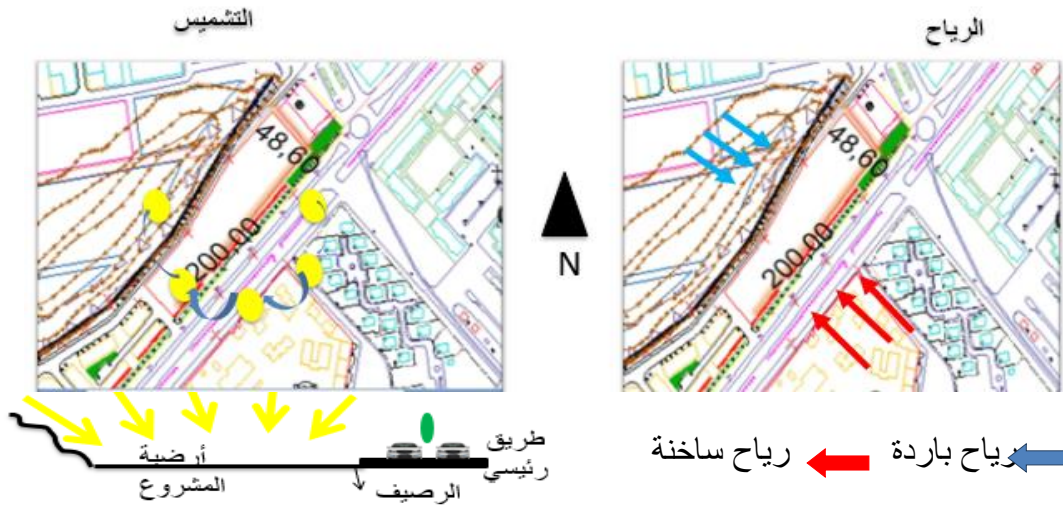 التشميس
الرياح
48,60
200,00
N
48,60
200,00
أرضية
المشروع
الرصيف
طريق
رئيسي
رياح باردة
رياح ساخنة